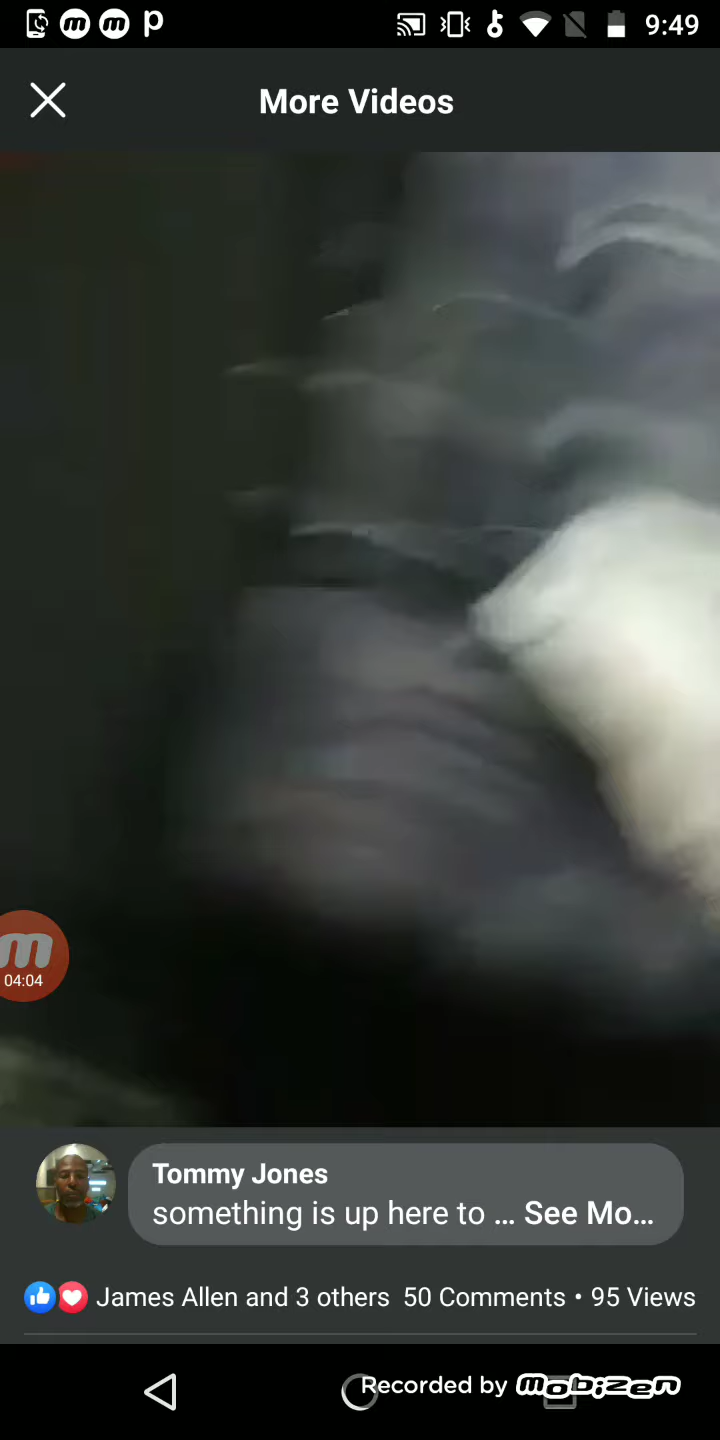 9:49
More Videos
m
04:04
Tommy Jones
something is up here to ... See Mo...
James Allen and 3 others 50 Comments • 95 Views
Recorded by mobizen